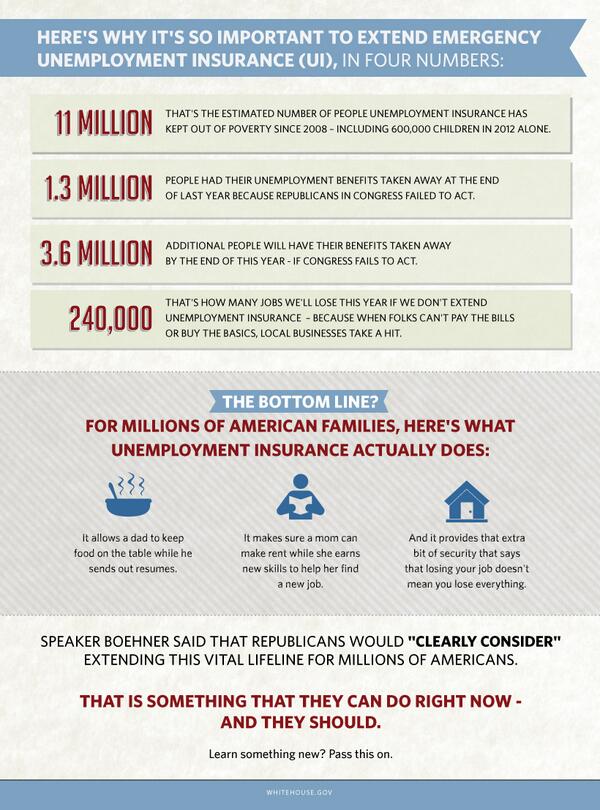 HERE'S WHY IT'S SO IMPORTANT TO EXTEND EMERGENCY
UNEMPLOYMENT INSURANCE (UI), IN FOUR NUMBERS:
11 MILLION
THAT'S THE ESTIMATED NUMBER OF PEOPLE UNEMPLOYMENT INSURANCE HAS
KEPT OUT OF POVERTY SINCE 2008 – INCLUDING 600,000 CHILDREN IN 2012 ALONE.
1.3 MILLION
PEOPLE HAD THEIR UNEMPLOYMENT BENEFITS TAKEN AWAY AT THE END
OF LAST YEAR BECAUSE REPUBLICANS IN CONGRESS FAILED TO ACT.
3.6 MILLION
ADDITIONAL PEOPLE WILL HAVE THEIR BENEFITS TAKEN AWAY
BY THE END OF THIS YEAR - IF CONGRESS FAILS TO ACT.
240,000
THAT'S HOW MANY JOBS WE'LL LOSE THIS YEAR IF WE DON'T EXTEND
UNEMPLOYMENT INSURANCE – BECAUSE WHEN FOLKS CAN'T PAY THE BILLS
OR BUY THE BASICS, LOCAL BUSINESSES TAKE A HIT.
THE BOTTOM LINE?
FOR MILLIONS OF AMERICAN FAMILIES, HERE'S WHAT
UNEMPLOYMENT INSURANCE ACTUALLY DOES:
It allows a dad to keep
food on the table while he
sends out resumes.
It makes sure a mom can
make rent while she earns
new skills to help her find
a new job.
And it provides that extra
bit of security that says
that losing your job doesn't
mean you lose everything.
SPEAKER BOEHNER SAID THAT REPUBLICANS WOULD "CLEARLY CONSIDER"
EXTENDING THIS VITAL LIFELINE FOR MILLIONS OF AMERICANS.
THAT IS SOMETHING THAT THEY CAN DO RIGHT NOW -
AND THEY SHOULD.
Learn something new? Pass this on.
WHITEHOUSE.GOV